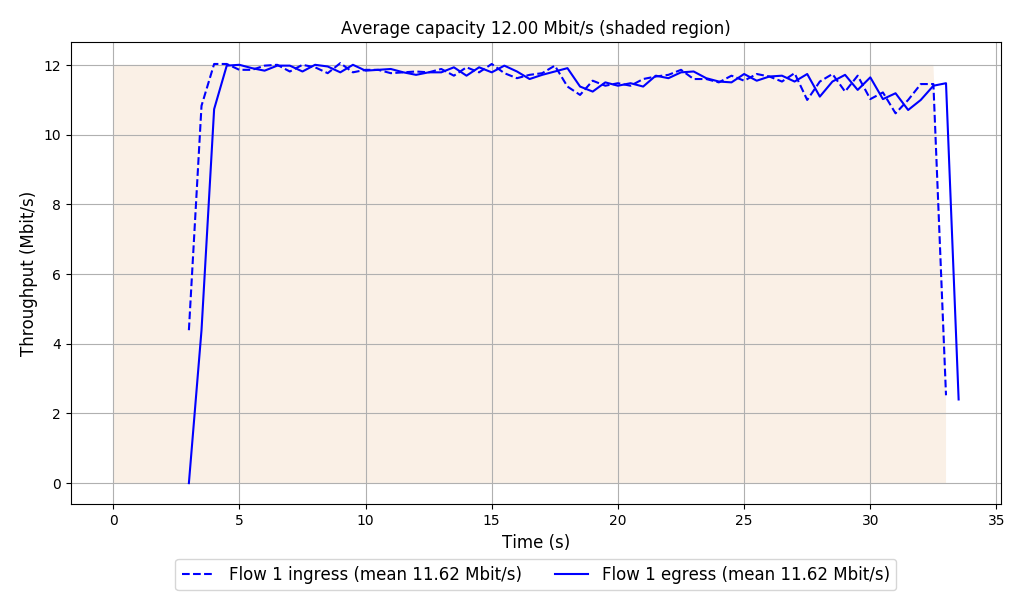 Average capacity 12.00 Mbit/s (shaded region)
Throughput (Mbit/s)
12
10
8
6
4
2
0
0 5 10 15 20 25 30 35
Time (s)
Flow 1 ingress (mean 11.62 Mbit/s) Flow 1 egress (mean 11.62 Mbit/s)